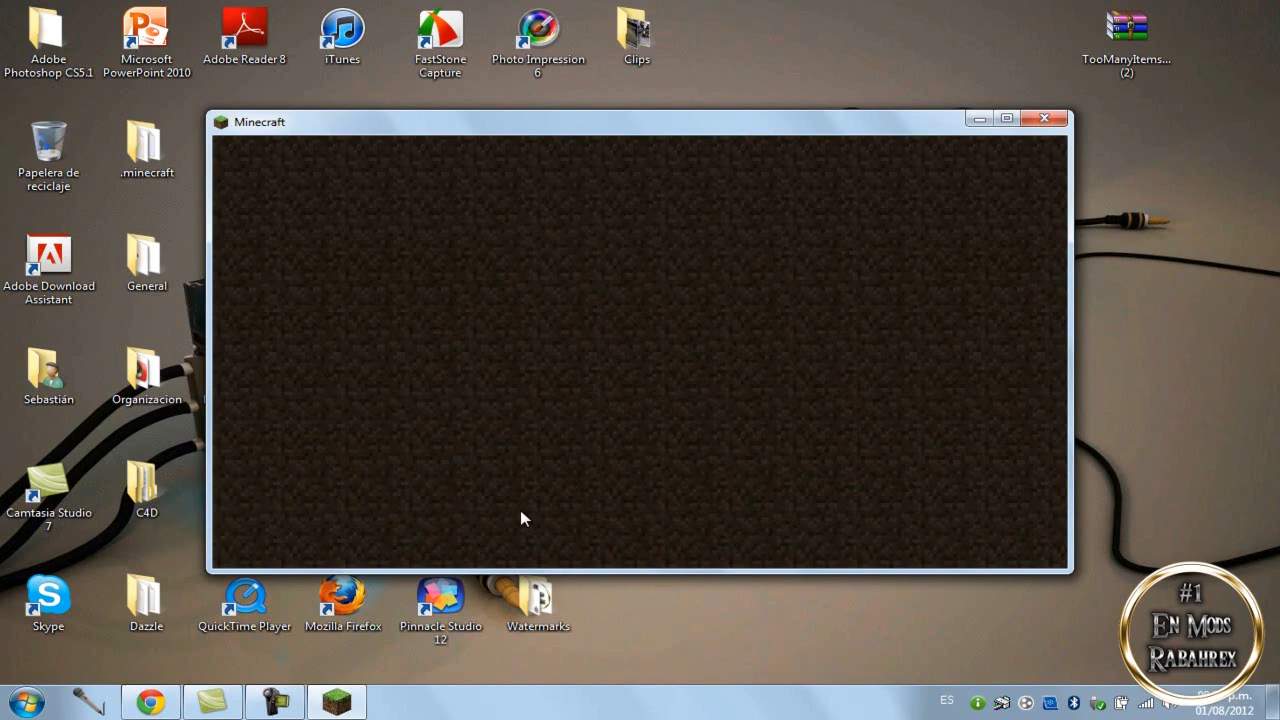 Adobe
Photoshop CS5.1
Microsoft
PowerPoint 2010
Adobe Reader 8
iTunes
FastStone
Capture
Photo Impression
6
Clips
TooManyItems...
(2)
Minecraft
Papelera de
reciclaje
.minecraft
Adobe Download
Assistant
General
Sebastián
Organizacion
Camtasia Studio
7
C4D
Skype
Dazzle
QuickTime Player
Mozilla Firefox
Pinnacle Studio
12
Watermarks
#1
En Mods
Rabahrex
ES
p.m.
01/08/2012